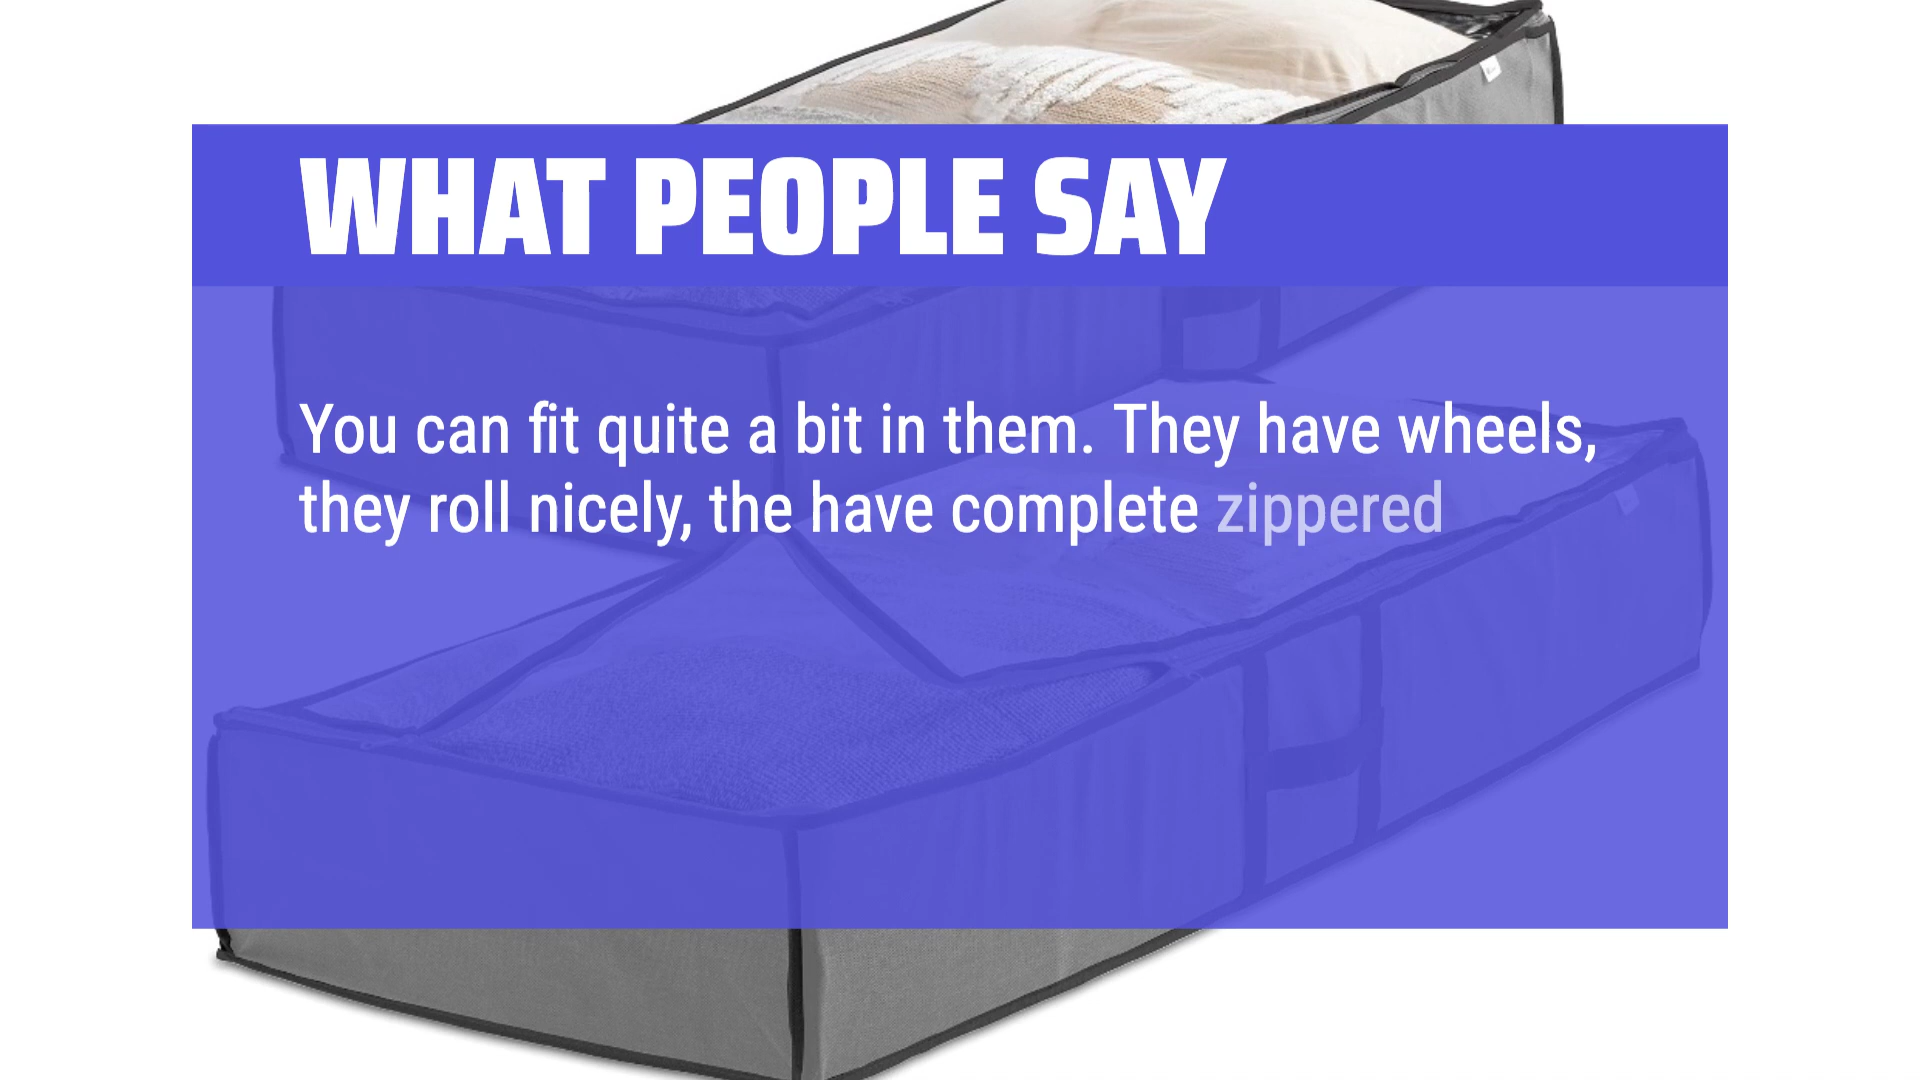 WHAT PEOPLE SAY
You can fit quite a bit in them. They have wheels,
they roll nicely, the have complete zippered